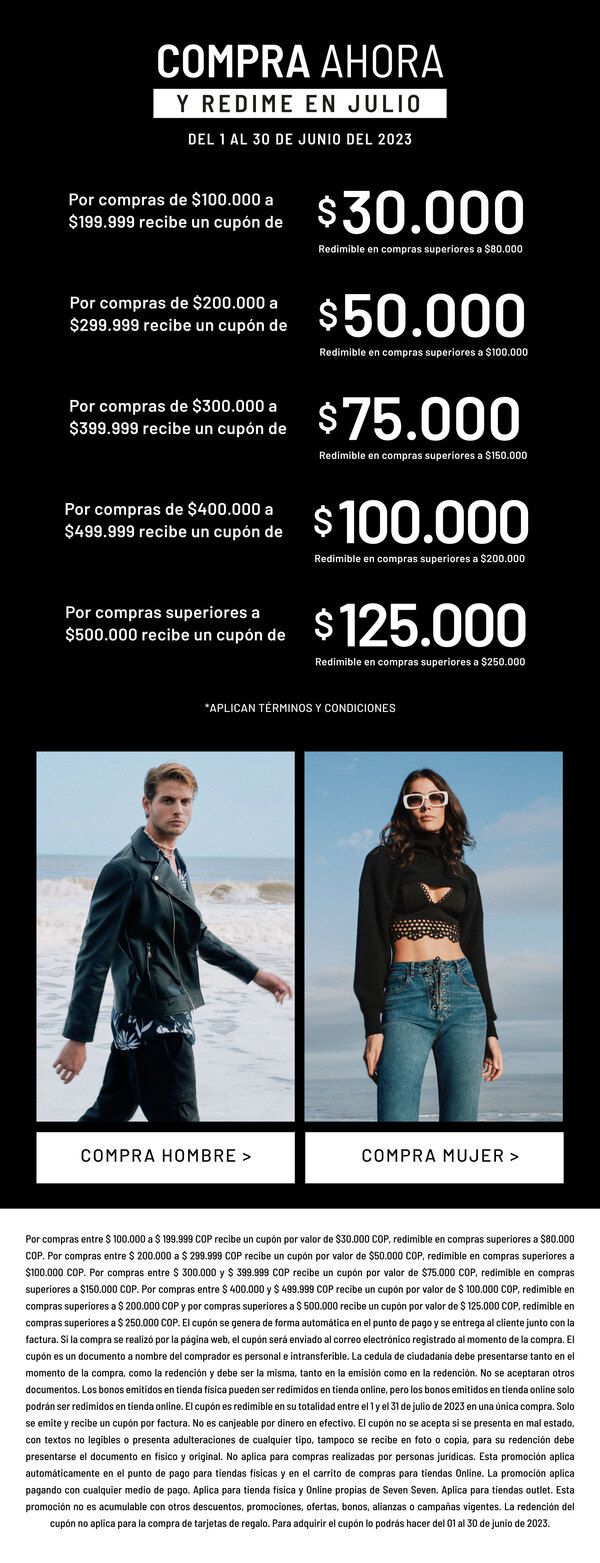 COMPRA AHORA
Y REDIME EN JULIO
DEL 1 AL 30 DE JUNIO DEL 2023
Por compras de $100.000 a
$199.999 recibe un cupón de
$30.000
Redimible en compras superiores a $80.000
Por compras de $200.000 a
$299.999 recibe un cupón de
$50.000
Redimible en compras superiores a $100.000
Por compras de $300.000 a
$399.999 recibe un cupón de
$75.000
Redimible en compras superiores a $150.000
Por compras de $400.000 a
$499.999 recibe un cupón de
$100.000
Redimible en compras superiores a $200.000
Por compras superiores a
$500.000 recibe un cupón de
$125.000
Redimible en compras superiores a $250.000
*APLICAN TÉRMINOS Y CONDICIONES
COMPRA HOMBRE >
COMPRA MUJER >
Por compras entre $ 100.000 a $ 199.999 COP recibe un cupón por valor de $30.000 COP, redimible en compras superiores a $80.000
COP. Por compras entre $ 200.000 a $ 299.999 COP recibe un cupón por valor de $50.000 COP, redimible en compras superiores a
$100.000 COP. Por compras entre $ 300.000 y $ 399.999 COP recibe un cupón por valor de $75.000 COP, redimible en compras
superiores a $150.000 COP. Por compras entre $ 400.000 y $ 499.999 COP recibe un cupón por valor de $ 100.000 COP, redimible en
compras superiores a $ 200.000 COP y por compras superiores a $ 500.000 recibe un cupón por valor de $ 125.000 COP, redimible en
compras superiores a $ 250.000 COP. El cupón se genera de forma automática en el punto de pago y se entrega al cliente junto con la
factura. Si la compra se realizó por la página web, el cupón será enviado al correo electrónico registrado al momento de la compra. El
cupón es un documento a nombre del comprador es personal e intransferible. La cedula de ciudadanía debe presentarse tanto en el
momento de la compra, como la redención y debe ser la misma, tanto en la emisión como en la redención. No se aceptaran otros
documentos. Los bonos emitidos en tienda física pueden ser redimidos en tienda online, pero los bonos emitidos en tienda online solo
podrán ser redimidos en tienda online. El cupón es redimible en su totalidad entre el 1 y el 31 de julio de 2023 en una única compra. Solo
se emite y recibe un cupón por factura. No es canjeable por dinero en efectivo. El cupón no se acepta si se presenta en mal estado,
con textos no legibles o presenta adulteraciones de cualquier tipo, tampoco se recibe en foto o copia, para su redención debe
presentarse el documento en físico y original. No aplica para compras realizadas por personas jurídicas. Esta promoción aplica
automáticamente en el punto de pago para tiendas físicas y en el carrito de compras para tiendas Online. La promoción aplica
pagando con cualquier medio de pago. Aplica para tienda física y Online propias de Seven Seven. Aplica para tiendas outlet. Esta
promoción no es acumulable con otros descuentos, promociones, ofertas, bonos, alianzas o campañas vigentes. La redención del
cupón no aplica para la compra de tarjetas de regalo. Para adquirir el cupón lo podrás hacer del 01 al 30 de junio de 2023.